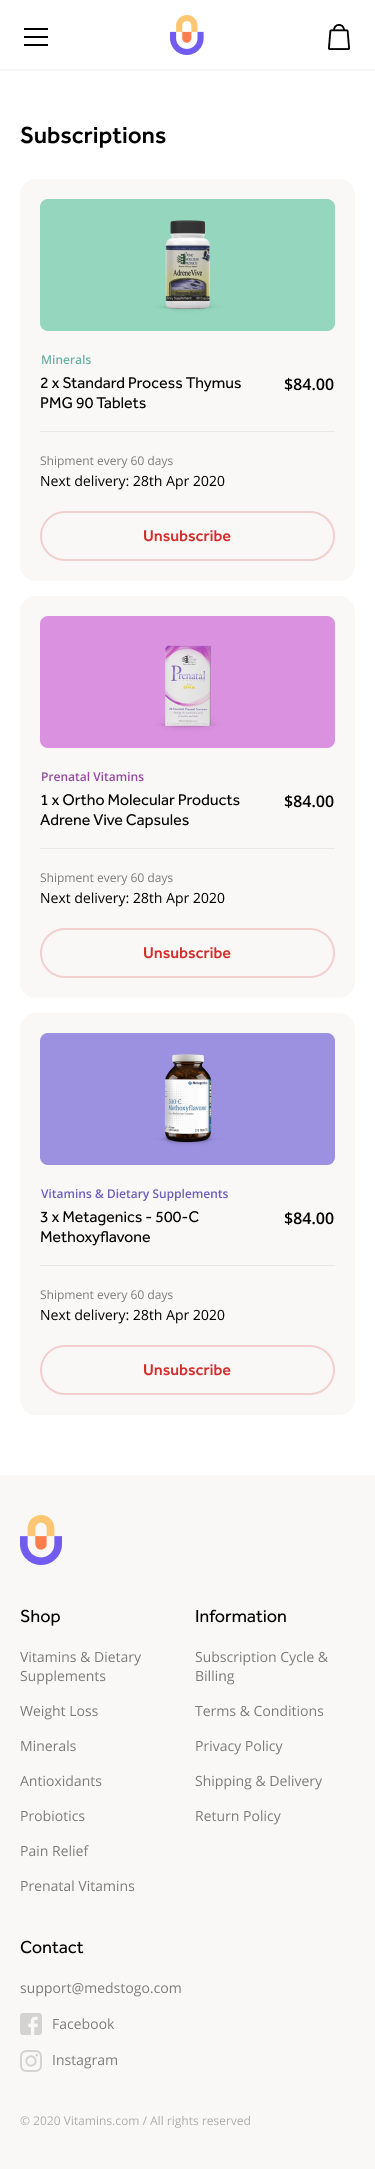 Subscriptions
AdreneVive
Minerals
2 x Standard Process Thymus
PMG 90 Tablets
$84.00
Shipment every 60 days
Next delivery: 28th Apr 2020
Unsubscribe
Prenatal
Prenatal Vitamins
1 x Ortho Molecular Products
Adrene Vive Capsules
$84.00
Shipment every 60 days
Next delivery: 28th Apr 2020
Unsubscribe
Metagenics
500-C
Methoxyflavone
Vitamins & Dietary Supplements
3 x Metagenics - 500-C
Methoxyflavone
$84.00
Shipment every 60 days
Next delivery: 28th Apr 2020
Unsubscribe
Shop
Vitamins & Dietary
Supplements
Weight Loss
Minerals
Antioxidants
Probiotics
Pain Relief
Prenatal Vitamins
Information
Subscription Cycle &
Billing
Terms & Conditions
Privacy Policy
Shipping & Delivery
Return Policy
Contact
support@medstogo.com
Facebook
Instagram
© 2020 Vitamins.com / All rights reserved